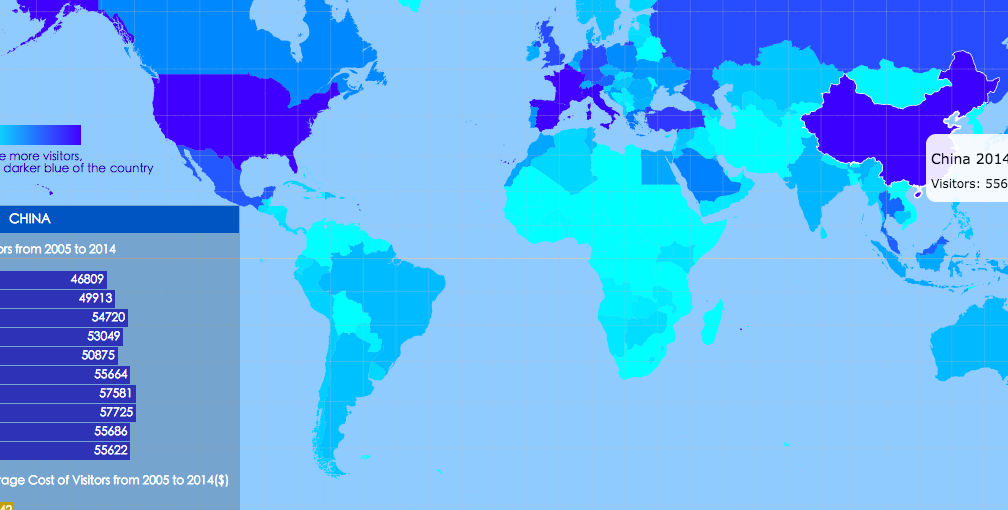 e more visitors,
darker blue of the country
China 2014
Visitors: 556
CHINA
ors from 2005 to 2014
46809
49913
54720
53049
50875
55664
57581
57725
55686
55622
rage Cost of Visitors from 2005 to 2014($)